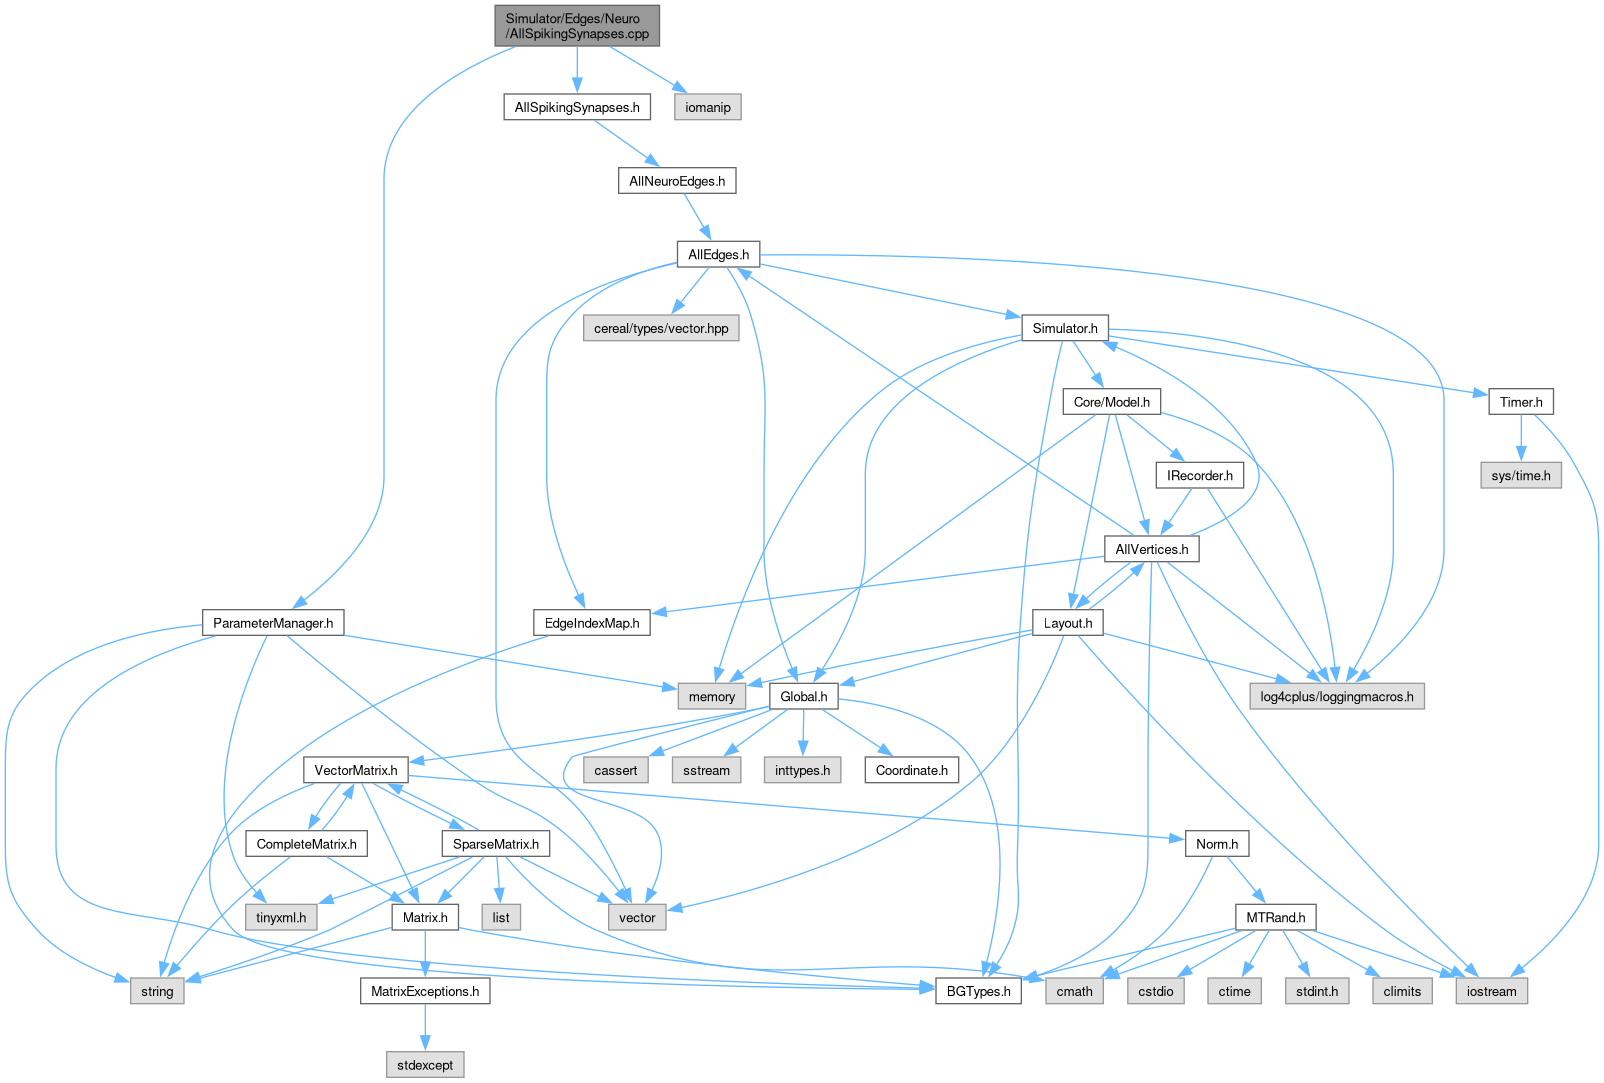 Simulator/Edges/Neuro
/AllSpikingSynapses.cpp
AllSpikingSynapses.h
iomanip
AllNeuroEdges.h
AllEdges.h
cereal/types/vector.hpp
Simulator.h
Core/Model.h
Timer.h
IRecorder.h
sys/time.h
AllVertices.h
ParameterManager.h
EdgeIndexMap.h
Layout.h
memory
Global.h
log4cplus/loggingmacros.h
VectorMatrix.h
cassert
sstream
inttypes.h
Coordinate.h
CompleteMatrix.h
SparseMatrix.h
Norm.h
tinyxml.h
Matrix.h
list
vector
MTRand.h
string
MatrixExceptions.h
BGTypes.h
cmath
cstdio
ctime
stdint.h
climits
iostream
stdexcept